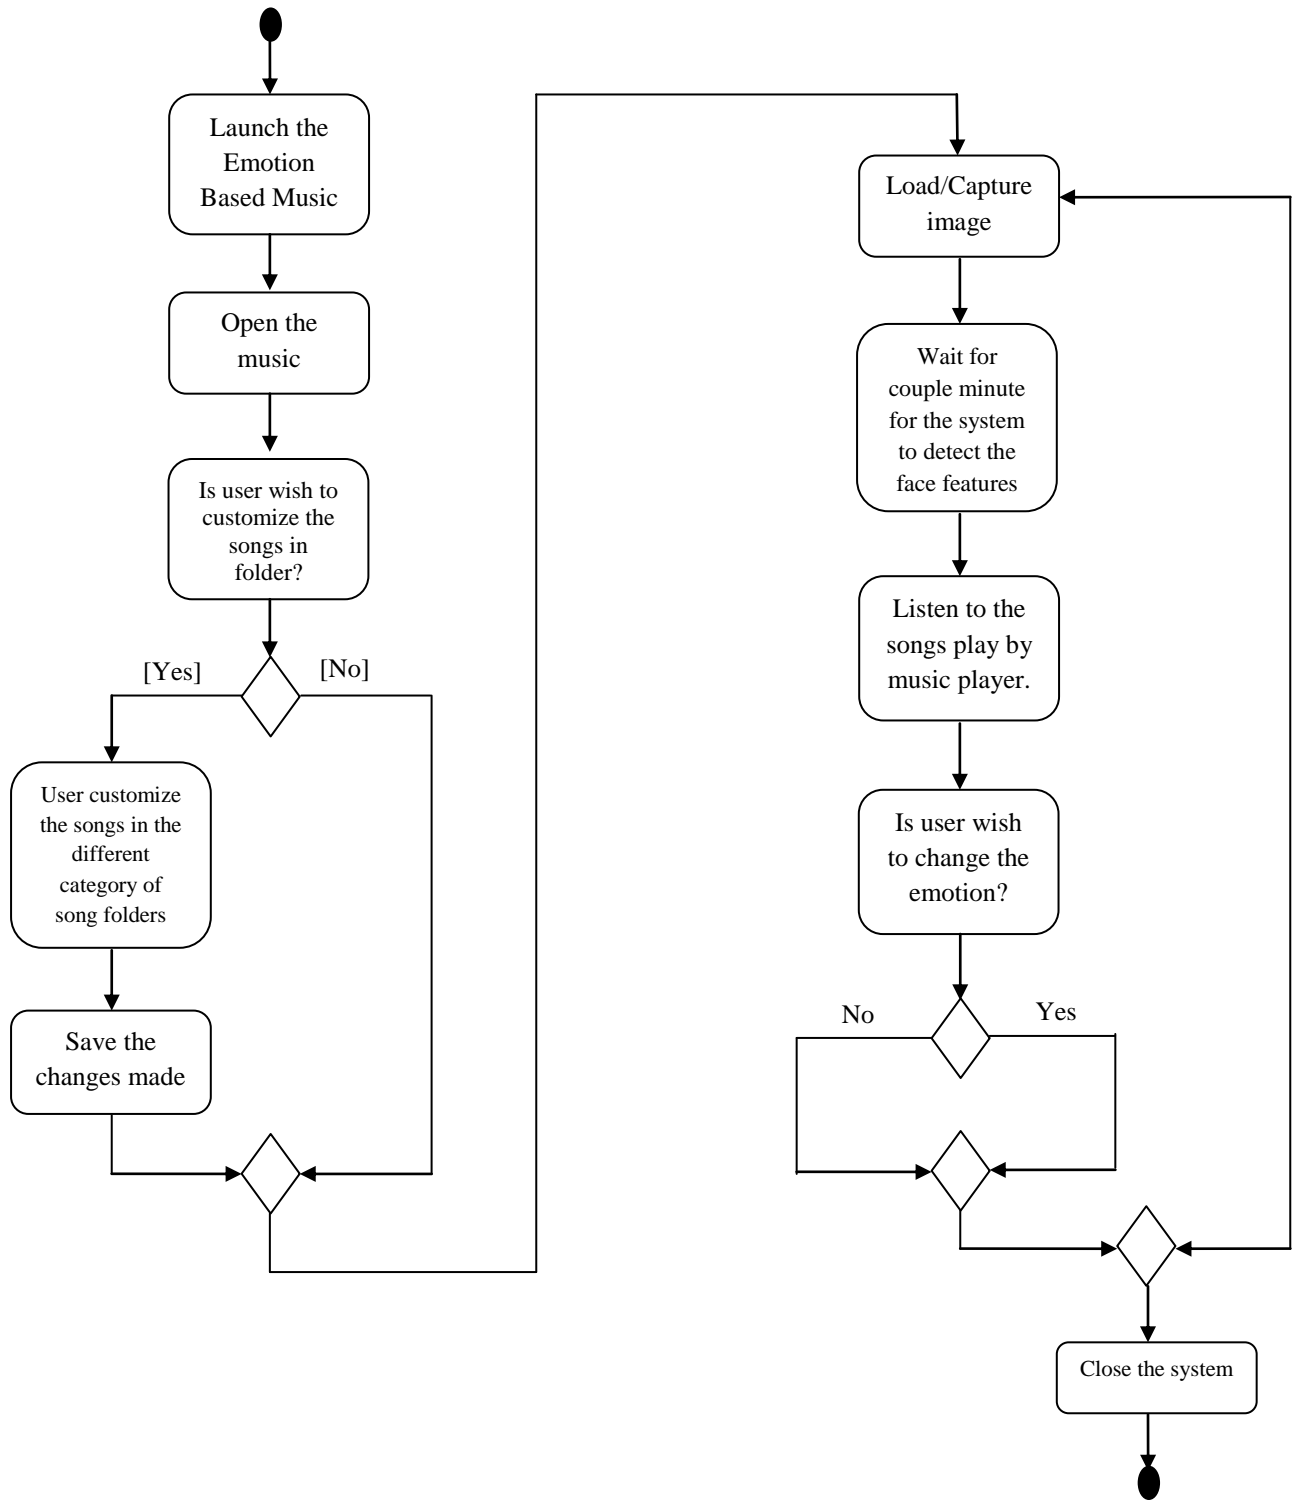 Launch the
Emotion
Based Music
Open the
music
Is user wish to
customize the
songs in
folder?
[Yes]
[No]
User customize
the songs in the
different
category of
song folders
Save the
changes made
Load/Capture
image
Wait for
couple minute
for the system
to detect the
face features
Listen to the
songs play by
music player.
Is user wish
to change the
emotion?
No
Yes
Close the system